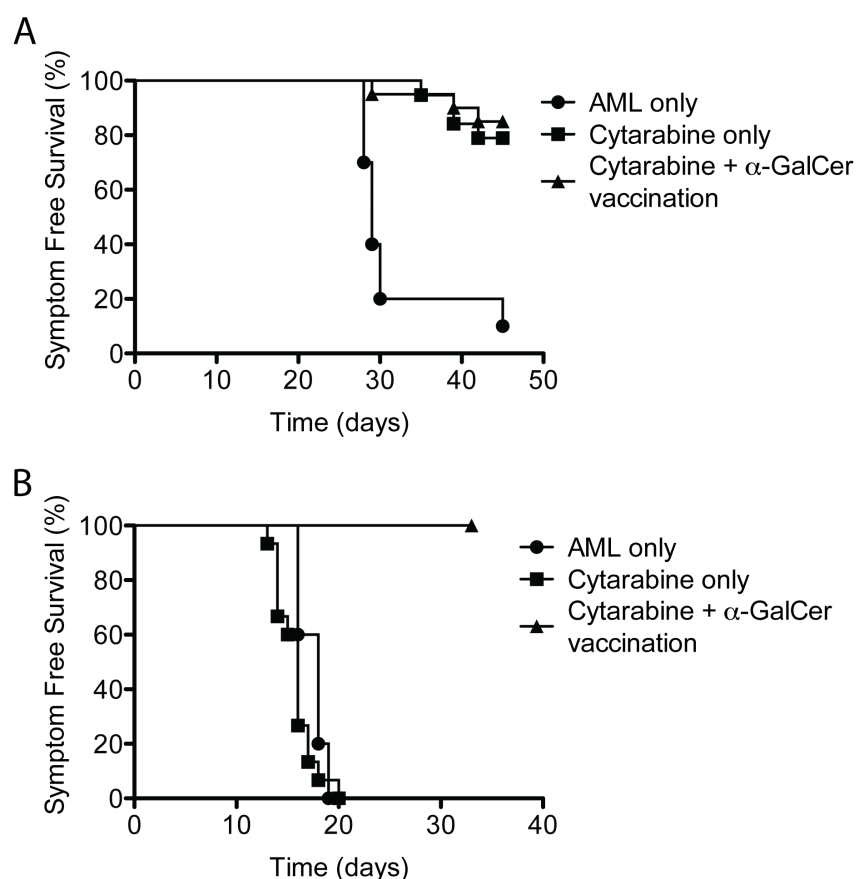 A
Symptom Free Survival (%)
100
80
60
40
20
0
0 10 20 30 40 50
Time (days)
AML only
Cytarabine only
Cytarabine + α-GalCer
vaccination
B
Symptom Free Survival (%)
100
80
60
40
20
0
0 10 20 30 40
Time (days)
AML only
Cytarabine only
Cytarabine + α-GalCer
vaccination